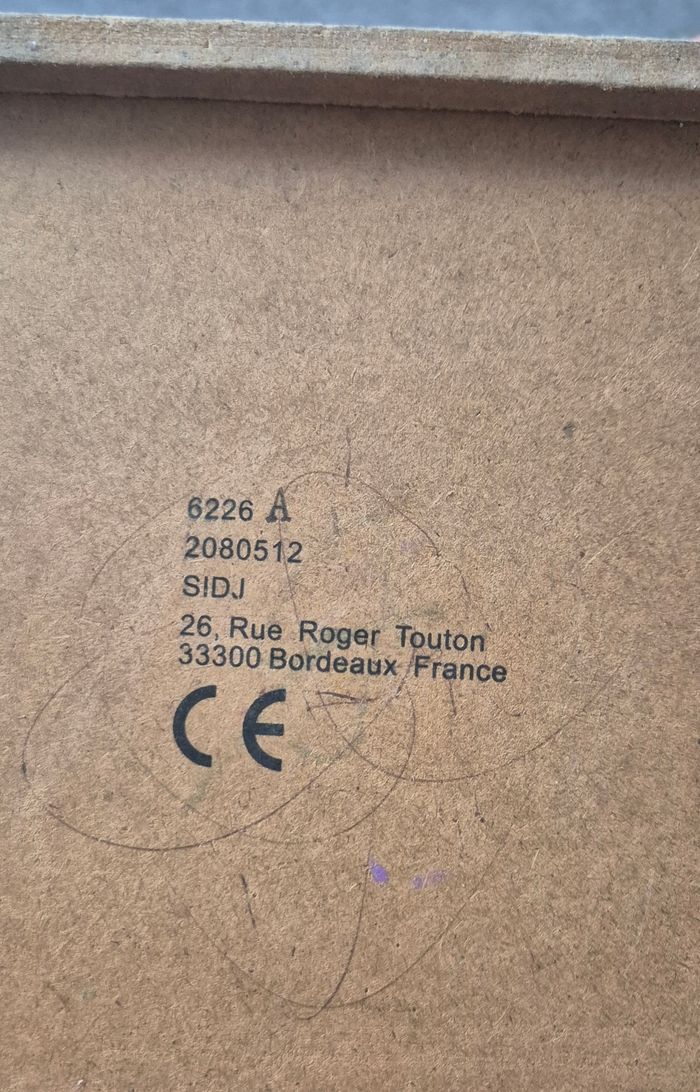 6226 A
2080512
SIDJ
26, Rue Roger Touton
33300 Bordeaux France
CE